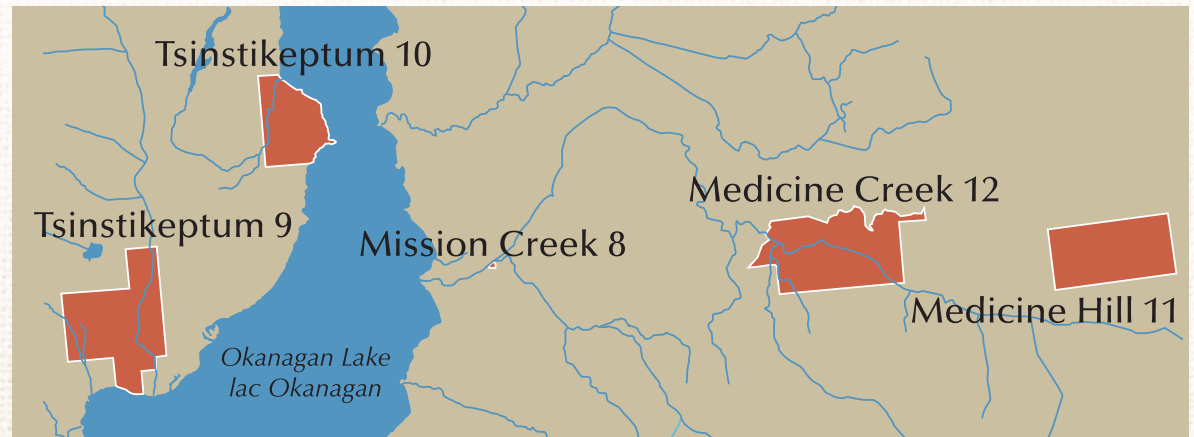 Tsinstikeptum 10
Medicine Creek 12
Tsinstikeptum 9
Mission Creek 8
Medicine Hill 11
Okanagan Lake
lac Okanagan